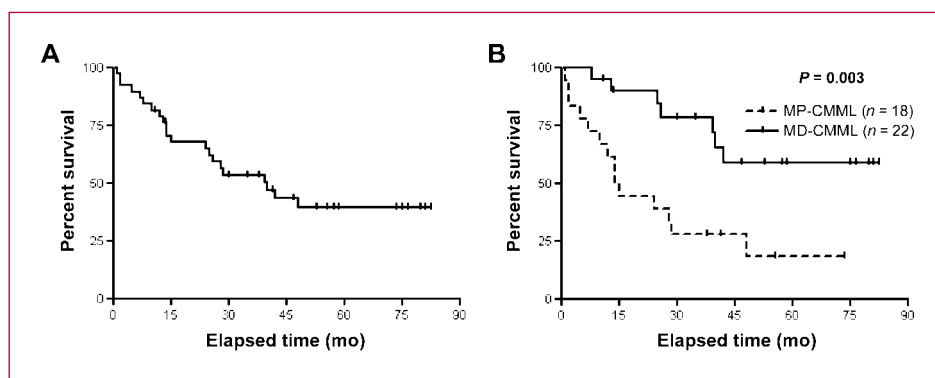 A
100
75
50
25
0
Percent survival
0 15 30 45 60 75 90
Elapsed time (mo)
B
100
75
50
25
0
Percent survival
P = 0.003
MP-CMML (n = 18)
MD-CMML (n = 22)
0 15 30 45 60 75 90
Elapsed time (mo)